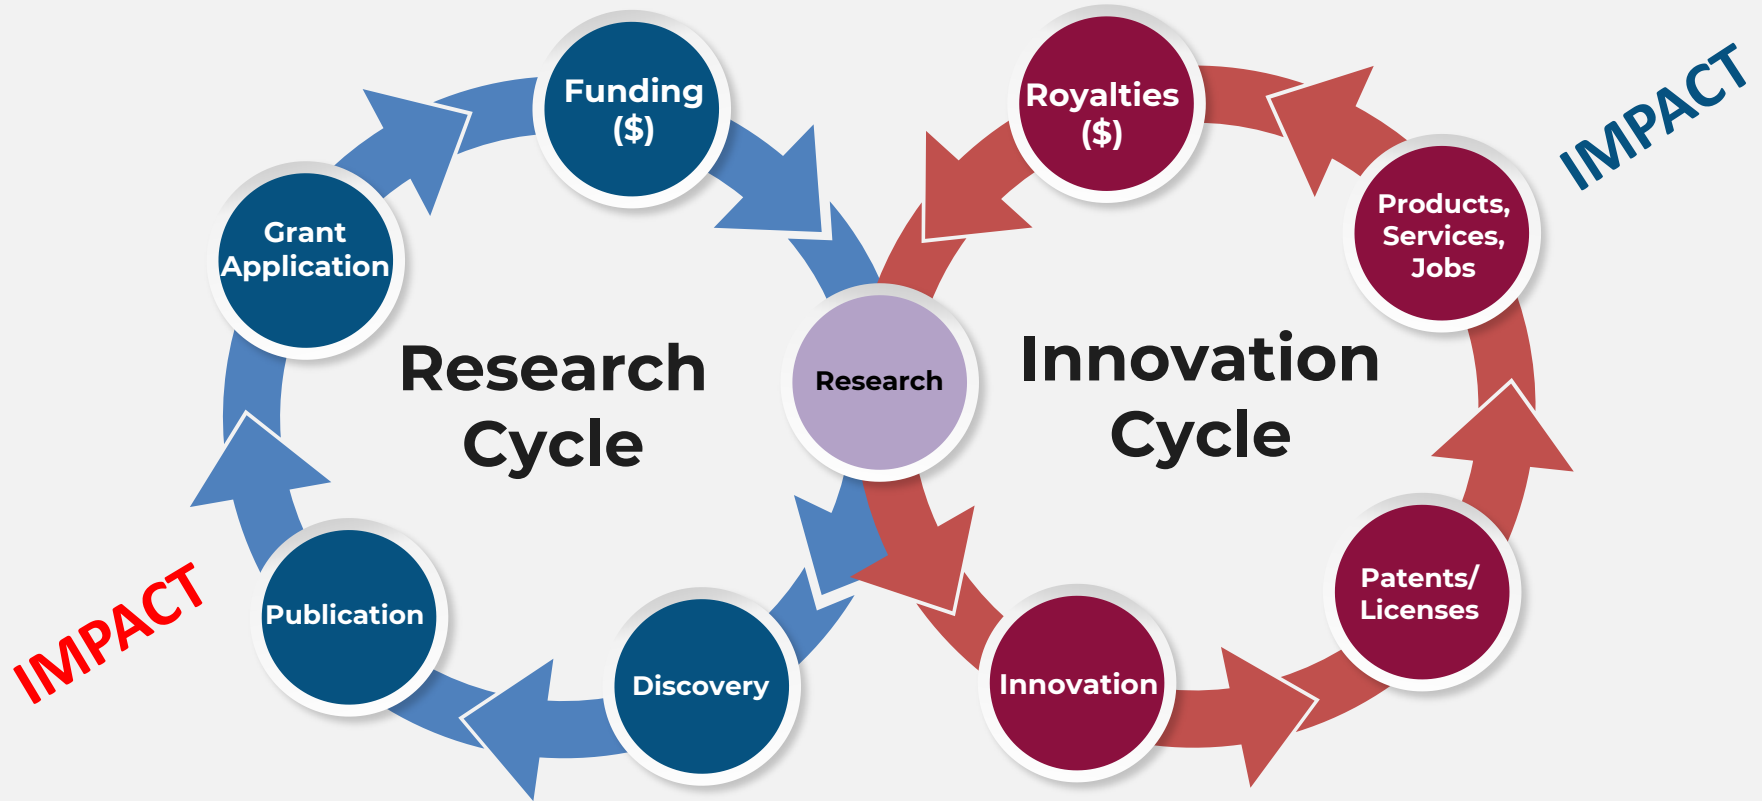 Funding
($)
Royalties
($)
IMPACT
Grant
Application
Products,
Services,
Jobs
Research
Cycle
Research
Innovation
Cycle
IMPACT
Publication
Discovery
Innovation
Patents/
Licenses